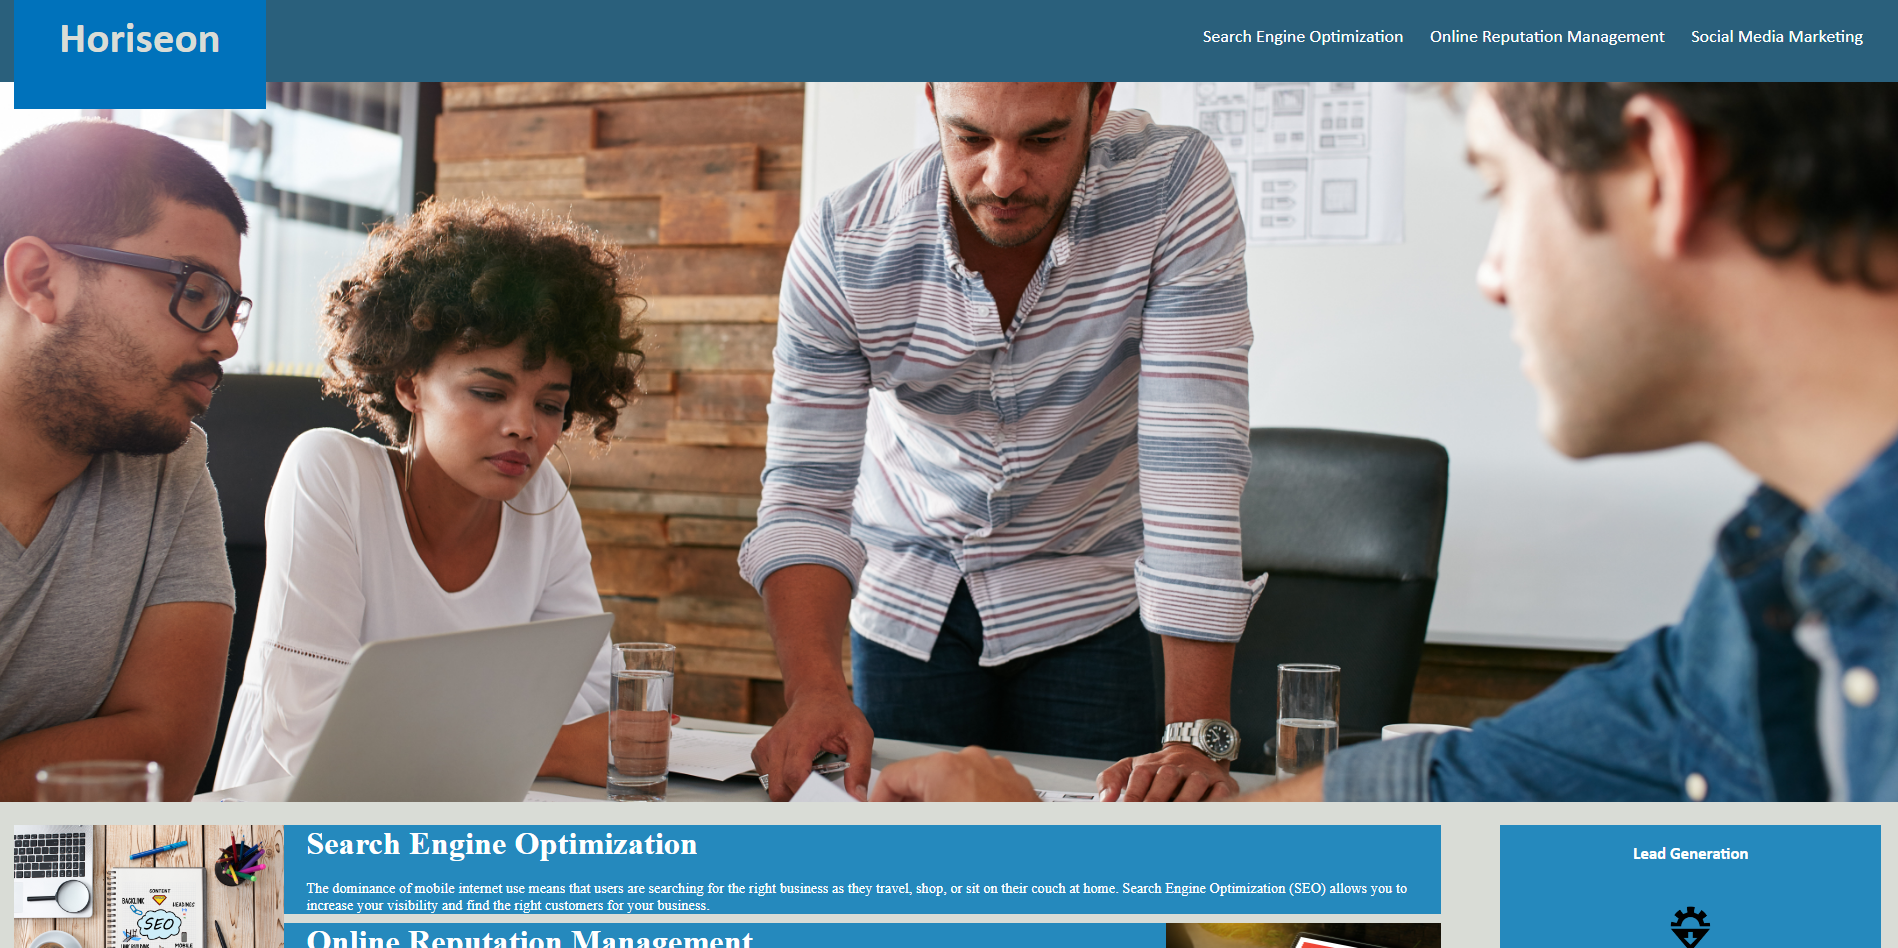 Horiseon
Search Engine Optimization
Online Reputation Management
Social Media Marketing
Search Engine Optimization
The dominance of mobile internet use means that users are searching for the right business as they travel, shop, or sit on their couch at home. Search Engine Optimization (SEO) allows you to
increase your visibility and find the right customers for your business.
Lead Generation
CONTENT
BACKLINK
HEADINGS
SEO
LINK BUILDING
MOBILE
Online Reputation Management